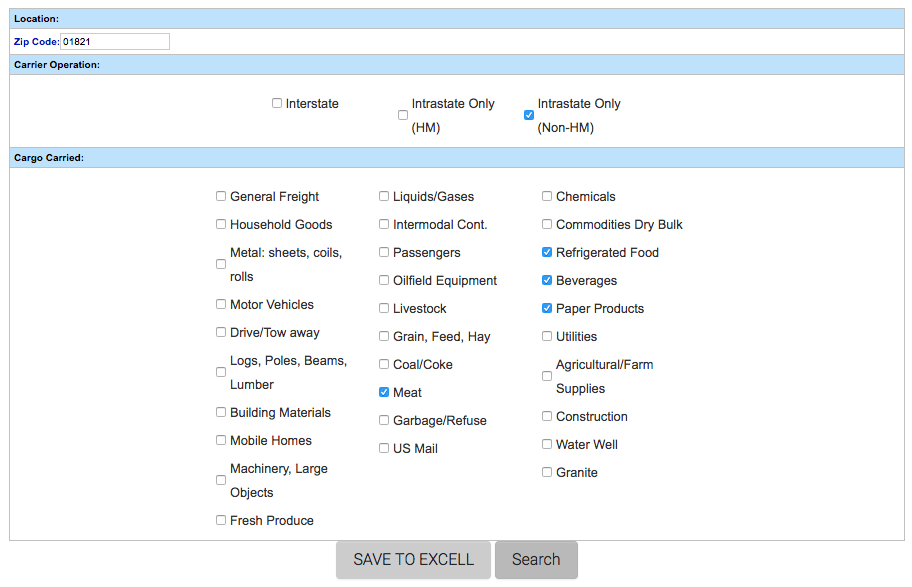 Location:
Zip Code: 01821
Carrier Operation:
Interstate
Intrastate Only
(HM)
Intrastate Only
(Non-HM)
Cargo Carried:
General Freight
Household Goods
Metal: sheets, coils,
rolls
Motor Vehicles
Drive/Tow away
Logs, Poles, Beams,
Lumber
Building Materials
Mobile Homes
Machinery, Large
Objects
Fresh Produce
Liquids/Gases
Intermodal Cont.
Passengers
Oilfield Equipment
Livestock
Grain, Feed, Hay
Coal/Coke
Meat
Garbage/Refuse
US Mail
Chemicals
Commodities Dry Bulk
Refrigerated Food
Beverages
Paper Products
Utilities
Agricultural/Farm
Supplies
Construction
Water Well
Granite
SAVE TO EXCELL
Search